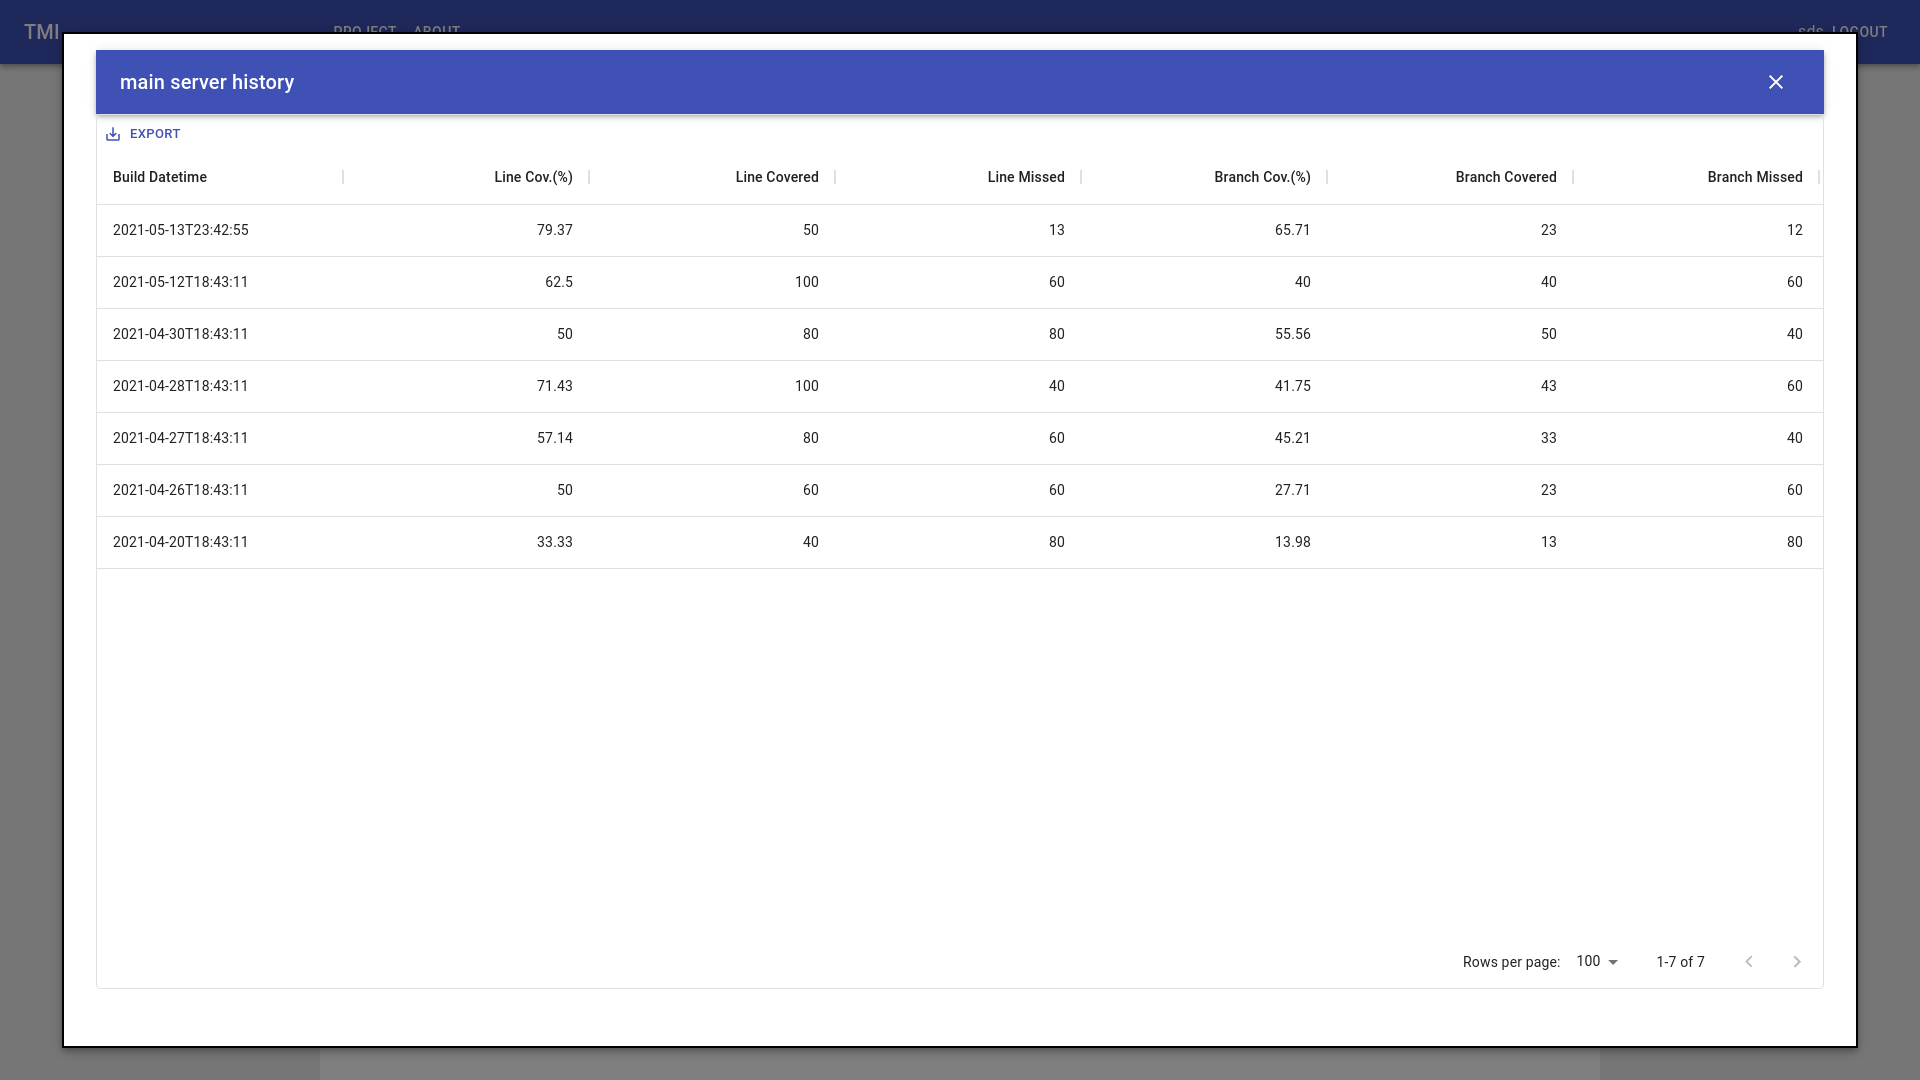 TMI PROJECT ABOUT sds LOGOUT
main server history
EXPORT
Build Datetime Line Cov.(%) Line Covered Line Missed Branch Cov.(%) Branch Covered Branch Missed
2021-05-13T23:42:55 79.37 50 13 65.71 23 12
2021-05-12T18:43:11 62.5 100 60 40 40 60
2021-04-30T18:43:11 50 80 80 55.56 50 40
2021-04-28T18:43:11 71.43 100 40 41.75 43 60
2021-04-27T18:43:11 57.14 80 60 45.21 33 40
2021-04-26T18:43:11 50 60 60 27.71 23 60
2021-04-20T18:43:11 33.33 40 80 13.98 13 80
Rows per page: 100 1-7 of 7